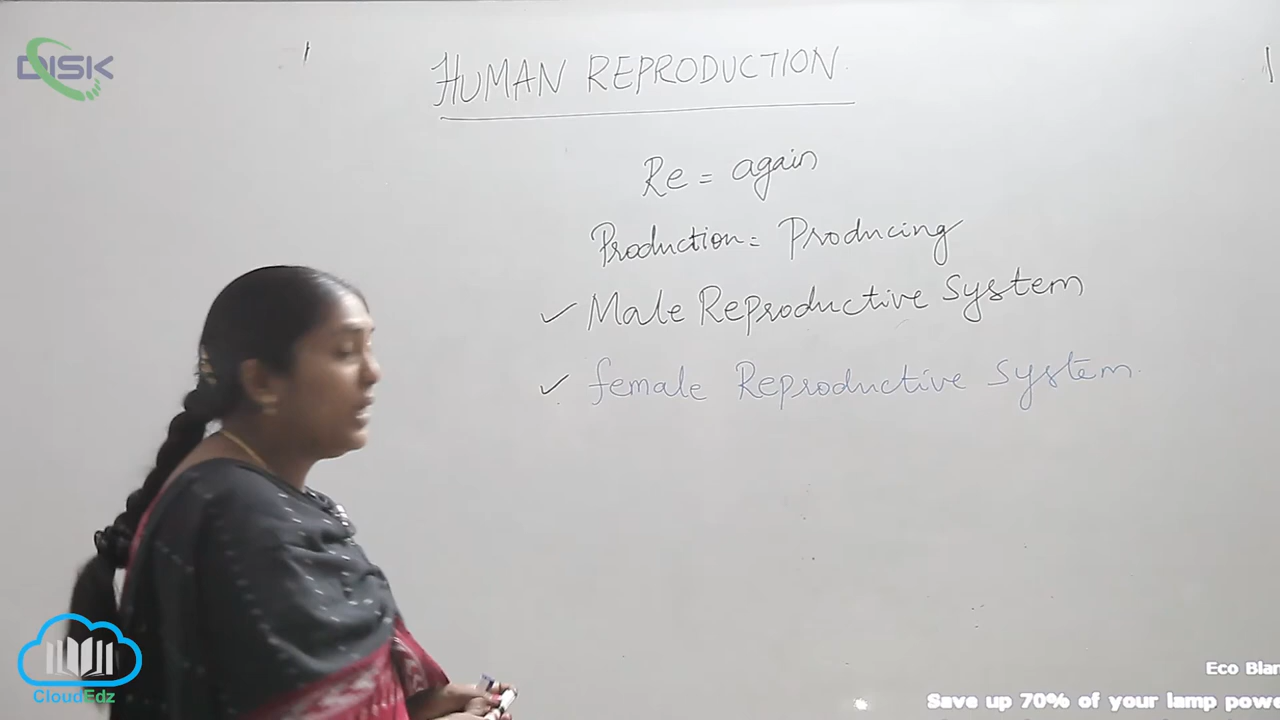 DISK
HUMAN REPRODUCTION.
Re = again
Production = Producing
✓ Male Reproductive System
✓ female Reproductive System.
CloudEdz
Eco Blan
Save up 70% of your lamp powe